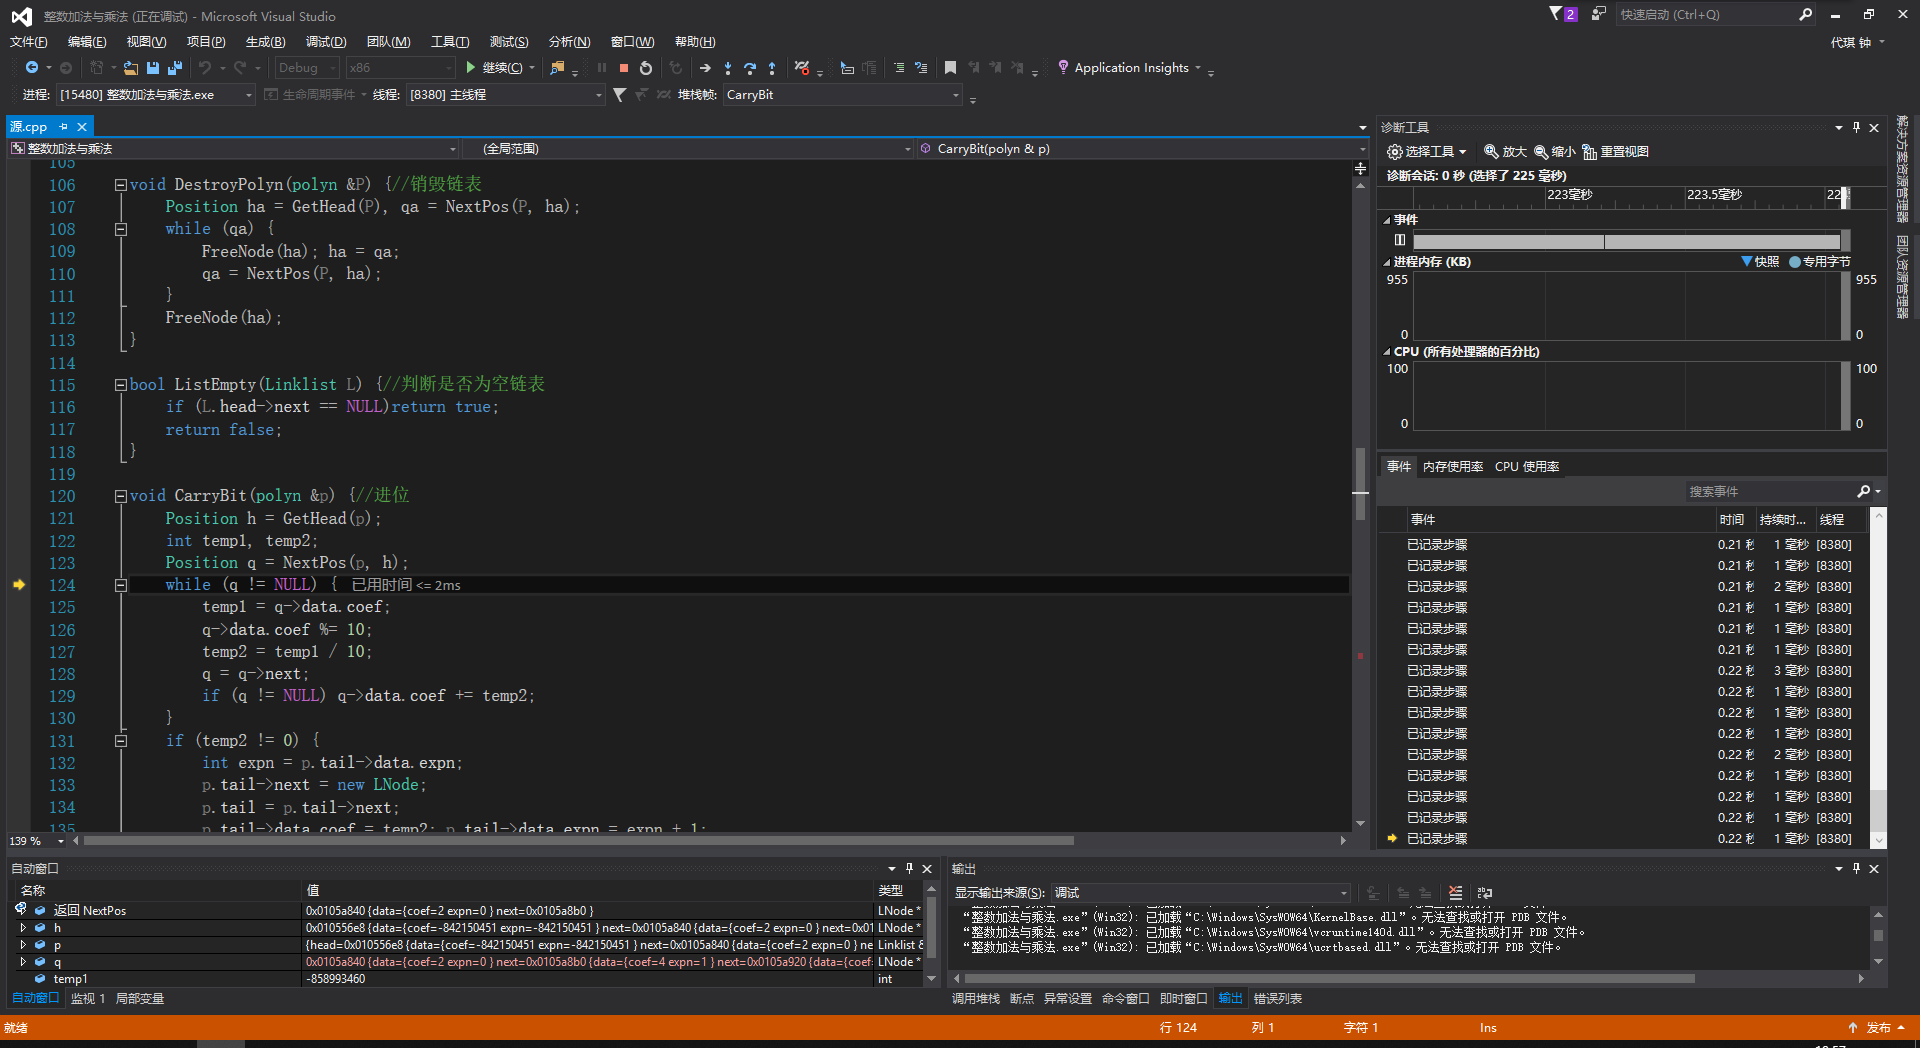 整数加法与乘法 (正在调试) - Microsoft Visual Studio
2
快速启动 (Ctrl+Q)
文件(F) 编辑(E) 视图(V) 项目(P) 生成(B) 调试(D) 团队(M) 工具(T) 测试(S) 分析(N) 窗口(W) 帮助(H)
代琪 钟
Debug x86 继续(C) Application Insights
进程: [15480] 整数加法与乘法.exe 生命周期事件 线程: [8380] 主线程 堆栈帧: CarryBit
源.cpp
整数加法与乘法 (全局范围) CarryBit(polyn & p)
105
106 void DestroyPolyn(polyn &P) {//销毁链表
107 Position ha = GetHead(P), qa = NextPos(P, ha);
108 while (qa) {
109 FreeNode(ha); ha = qa;
110 qa = NextPos(P, ha);
111 }
112 FreeNode(ha);
113 }
114
115 bool ListEmpty(Linklist L) {//判断是否为空链表
116 if (L.head->next == NULL)return true;
117 return false;
118 }
119
120 void CarryBit(polyn &p) {//进位
121 Position h = GetHead(p);
122 int temp1, temp2;
123 Position q = NextPos(p, h);
124 while (q != NULL) { 已用时间 <= 2ms
125 temp1 = q->data.coef;
126 q->data.coef %= 10;
127 temp2 = temp1 / 10;
128 q = q->next;
129 if (q != NULL) q->data.coef += temp2;
130 }
131 if (temp2 != 0) {
132 int expn = p.tail->data.expn;
133 p.tail->next = new LNode;
134 p.tail = p.tail->next;
135 p.tail->data.coef = temp2; p.tail->data.expn = expn + 1;
139 %
诊断工具
选择工具 放大 缩小 重置视图
诊断会话: 0 秒 (选择了 225 毫秒)
223毫秒 223.5毫秒 22
事件
进程内存 (KB) 快照 专用字节
955 955
0 0
CPU (所有处理器的百分比)
100 100
0 0
事件 内存使用率 CPU 使用率
搜索事件
事件 时间 持续时... 线程
已记录步骤 0.21 秒 1 毫秒 [8380]
已记录步骤 0.21 秒 1 毫秒 [8380]
已记录步骤 0.21 秒 2 毫秒 [8380]
已记录步骤 0.21 秒 1 毫秒 [8380]
已记录步骤 0.21 秒 1 毫秒 [8380]
已记录步骤 0.21 秒 1 毫秒 [8380]
已记录步骤 0.22 秒 3 毫秒 [8380]
已记录步骤 0.22 秒 1 毫秒 [8380]
已记录步骤 0.22 秒 1 毫秒 [8380]
已记录步骤 0.22 秒 1 毫秒 [8380]
已记录步骤 0.22 秒 2 毫秒 [8380]
已记录步骤 0.22 秒 1 毫秒 [8380]
已记录步骤 0.22 秒 1 毫秒 [8380]
已记录步骤 0.22 秒 1 毫秒 [8380]
已记录步骤 0.22 秒 1 毫秒 [8380]
解决方案资源管理器
团队资源管理器
自动窗口
名称 值 类型
返回 NextPos 0x0105a840 {data={coef=2 expn=0 } next=0x0105a8b0 } LNode *
h 0x010556e8 {data={coef=-842150451 expn=-842150451 } next=0x0105a840 {data={coef=2 expn=0 } next=0x01 LNode *
p {head=0x010556e8 {data={coef=-842150451 expn=-842150451 } next=0x0105a840 {data={coef=2 expn=0 } ne Linklist &
q 0x0105a840 {data={coef=2 expn=0 } next=0x0105a8b0 {data={coef=4 expn=1 } next=0x0105a920 {data={coef= LNode *
temp1 -858993460 int
自动窗口 监视 1 局部变量
输出
显示输出来源(S): 调试
“整数加法与乘法.exe”(Win32): 已加载“C:\Windows\SysWOW64\KernelBase.dll”。无法查找或打开 PDB 文件。
“整数加法与乘法.exe”(Win32): 已加载“C:\Windows\SysWOW64\vcruntime140d.dll”。无法查找或打开 PDB 文件。
“整数加法与乘法.exe”(Win32): 已加载“C:\Windows\SysWOW64\ucrtbased.dll”。无法查找或打开 PDB 文件。
调用堆栈 断点 异常设置 命令窗口 即时窗口 输出 错误列表
就绪 行 124 列 1 字符 1 Ins 发布